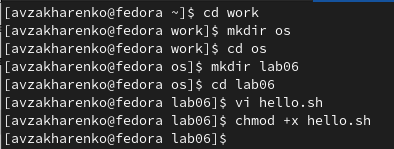 [avzakharenko@fedora ~]$ cd work
[avzakharenko@fedora work]$ mkdir os
[avzakharenko@fedora work]$ cd os
[avzakharenko@fedora os]$ mkdir lab06
[avzakharenko@fedora os]$ cd lab06
[avzakharenko@fedora lab06]$ vi hello.sh
[avzakharenko@fedora lab06]$ chmod +x hello.sh
[avzakharenko@fedora lab06]$